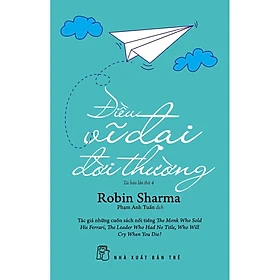 Điều
vĩ đại
đời thường
Tái bản lần thứ 4
Robin Sharma
Phạm Anh Tuấn dịch
Tác giả những cuốn sách nổi tiếng The Monk Who Sold
His Ferrari, The Leader Who Had No Title, Who Will
Cry When You Die?
NHÀ XUẤT BẢN TRẺ